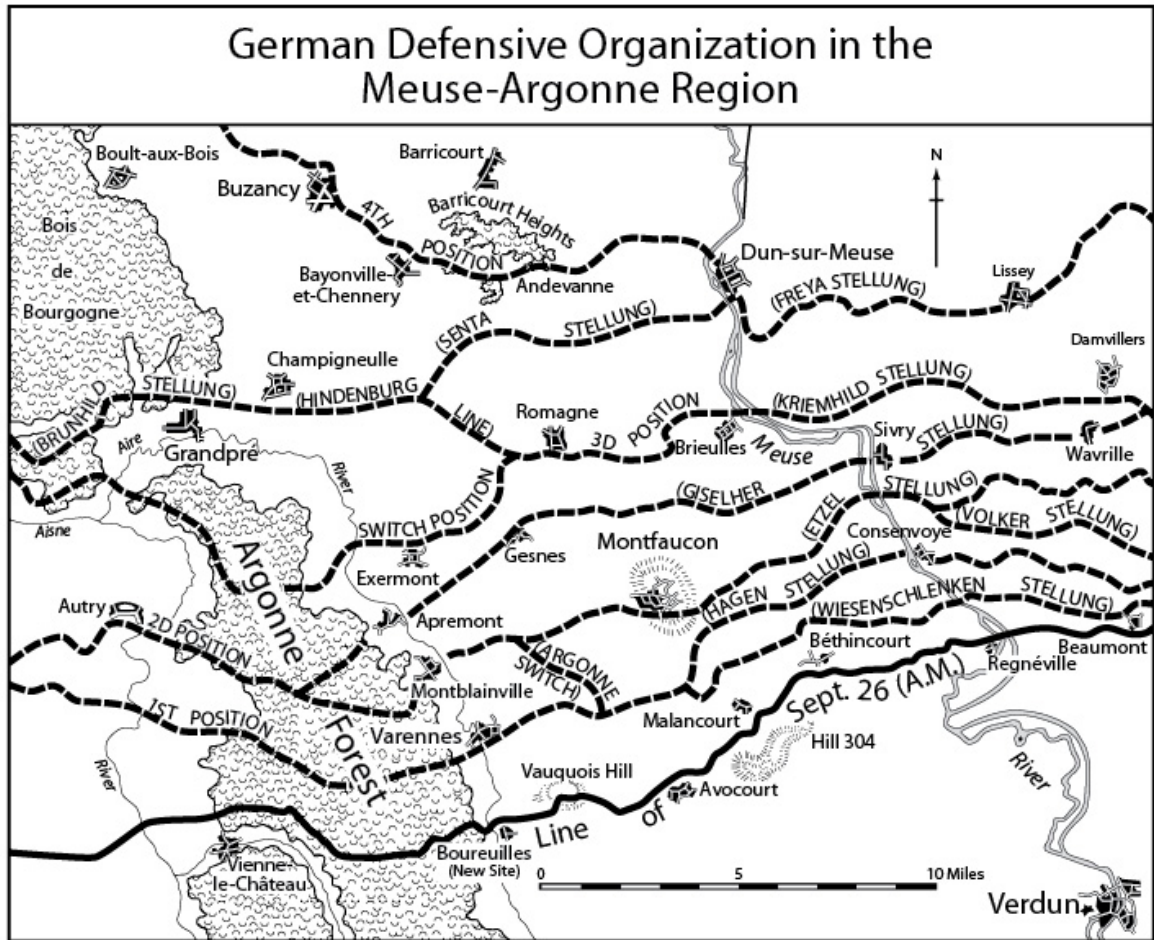 German Defensive Organization in the
Meuse-Argonne Region
Boult-aux-Bois
Barricourt
N
Buzancy
4TH
POSITION
Barricourt Heights
Bois
de
Bourgogne
Bayonville-
et-Chennery
Andevanne
Dun-sur-Meuse
(FREYA STELLUNG)
Lissey
(SENTA
STELLUNG)
Damvillers
Champigneulle
(BRUNHILD
STELLUNG)
(HINDENBURG
LINE)
Romagne
3D
POSITION
(KRIEMHILD STELLUNG)
Brieulles
Meuse
Sivry
STELLUNG)
Wavrille
Aire
River
Grandpré
SWITCH POSITION
(GISELHER
(ETZEL
STELLUNG)
(VOLKER STELLUNG)
Aisne
Exermont
Gesnes
Montfaucon
Consenvoye
Argonne
Forest
Autry
2D POSITION
Apremont
(HAGEN STELLUNG)
(WIESENSCHLENKEN STELLUNG)
Béthincourt
Beaumont
Regnéville
Montblainville
(ARGONNE
SWITCH)
1ST POSITION
Varennes
Malancourt
Hill 304
River
Vauquois Hill
Avocourt
Line of Sept. 26 (A.M.)
River
Boureuilles
(New Site)
Vienne-
le-Château
0 5 10 Miles
Verdun